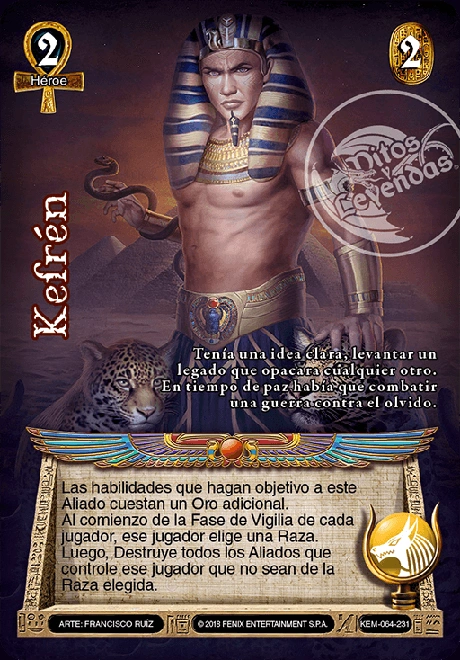 2
Héroe
2
Mitos
y
Leyendas
Kefrén
Tenía una idea clara, levantar un
legado que opacara cualquier otro.
En tiempo de paz había que combatir
una guerra contra el olvido.
Las habilidades que hagan objetivo a este
Aliado cuestan un Oro adicional.
Al comienzo de la Fase de Vigilia de cada
jugador, ese jugador elige una Raza.
Luego, Destruye todos los Aliados que
controle ese jugador que no sean de la
Raza elegida.
ARTE: FRANCISCO RUIZ
© 2018 FENIX ENTERTAINMENT S.P.A.
KEM-064-231